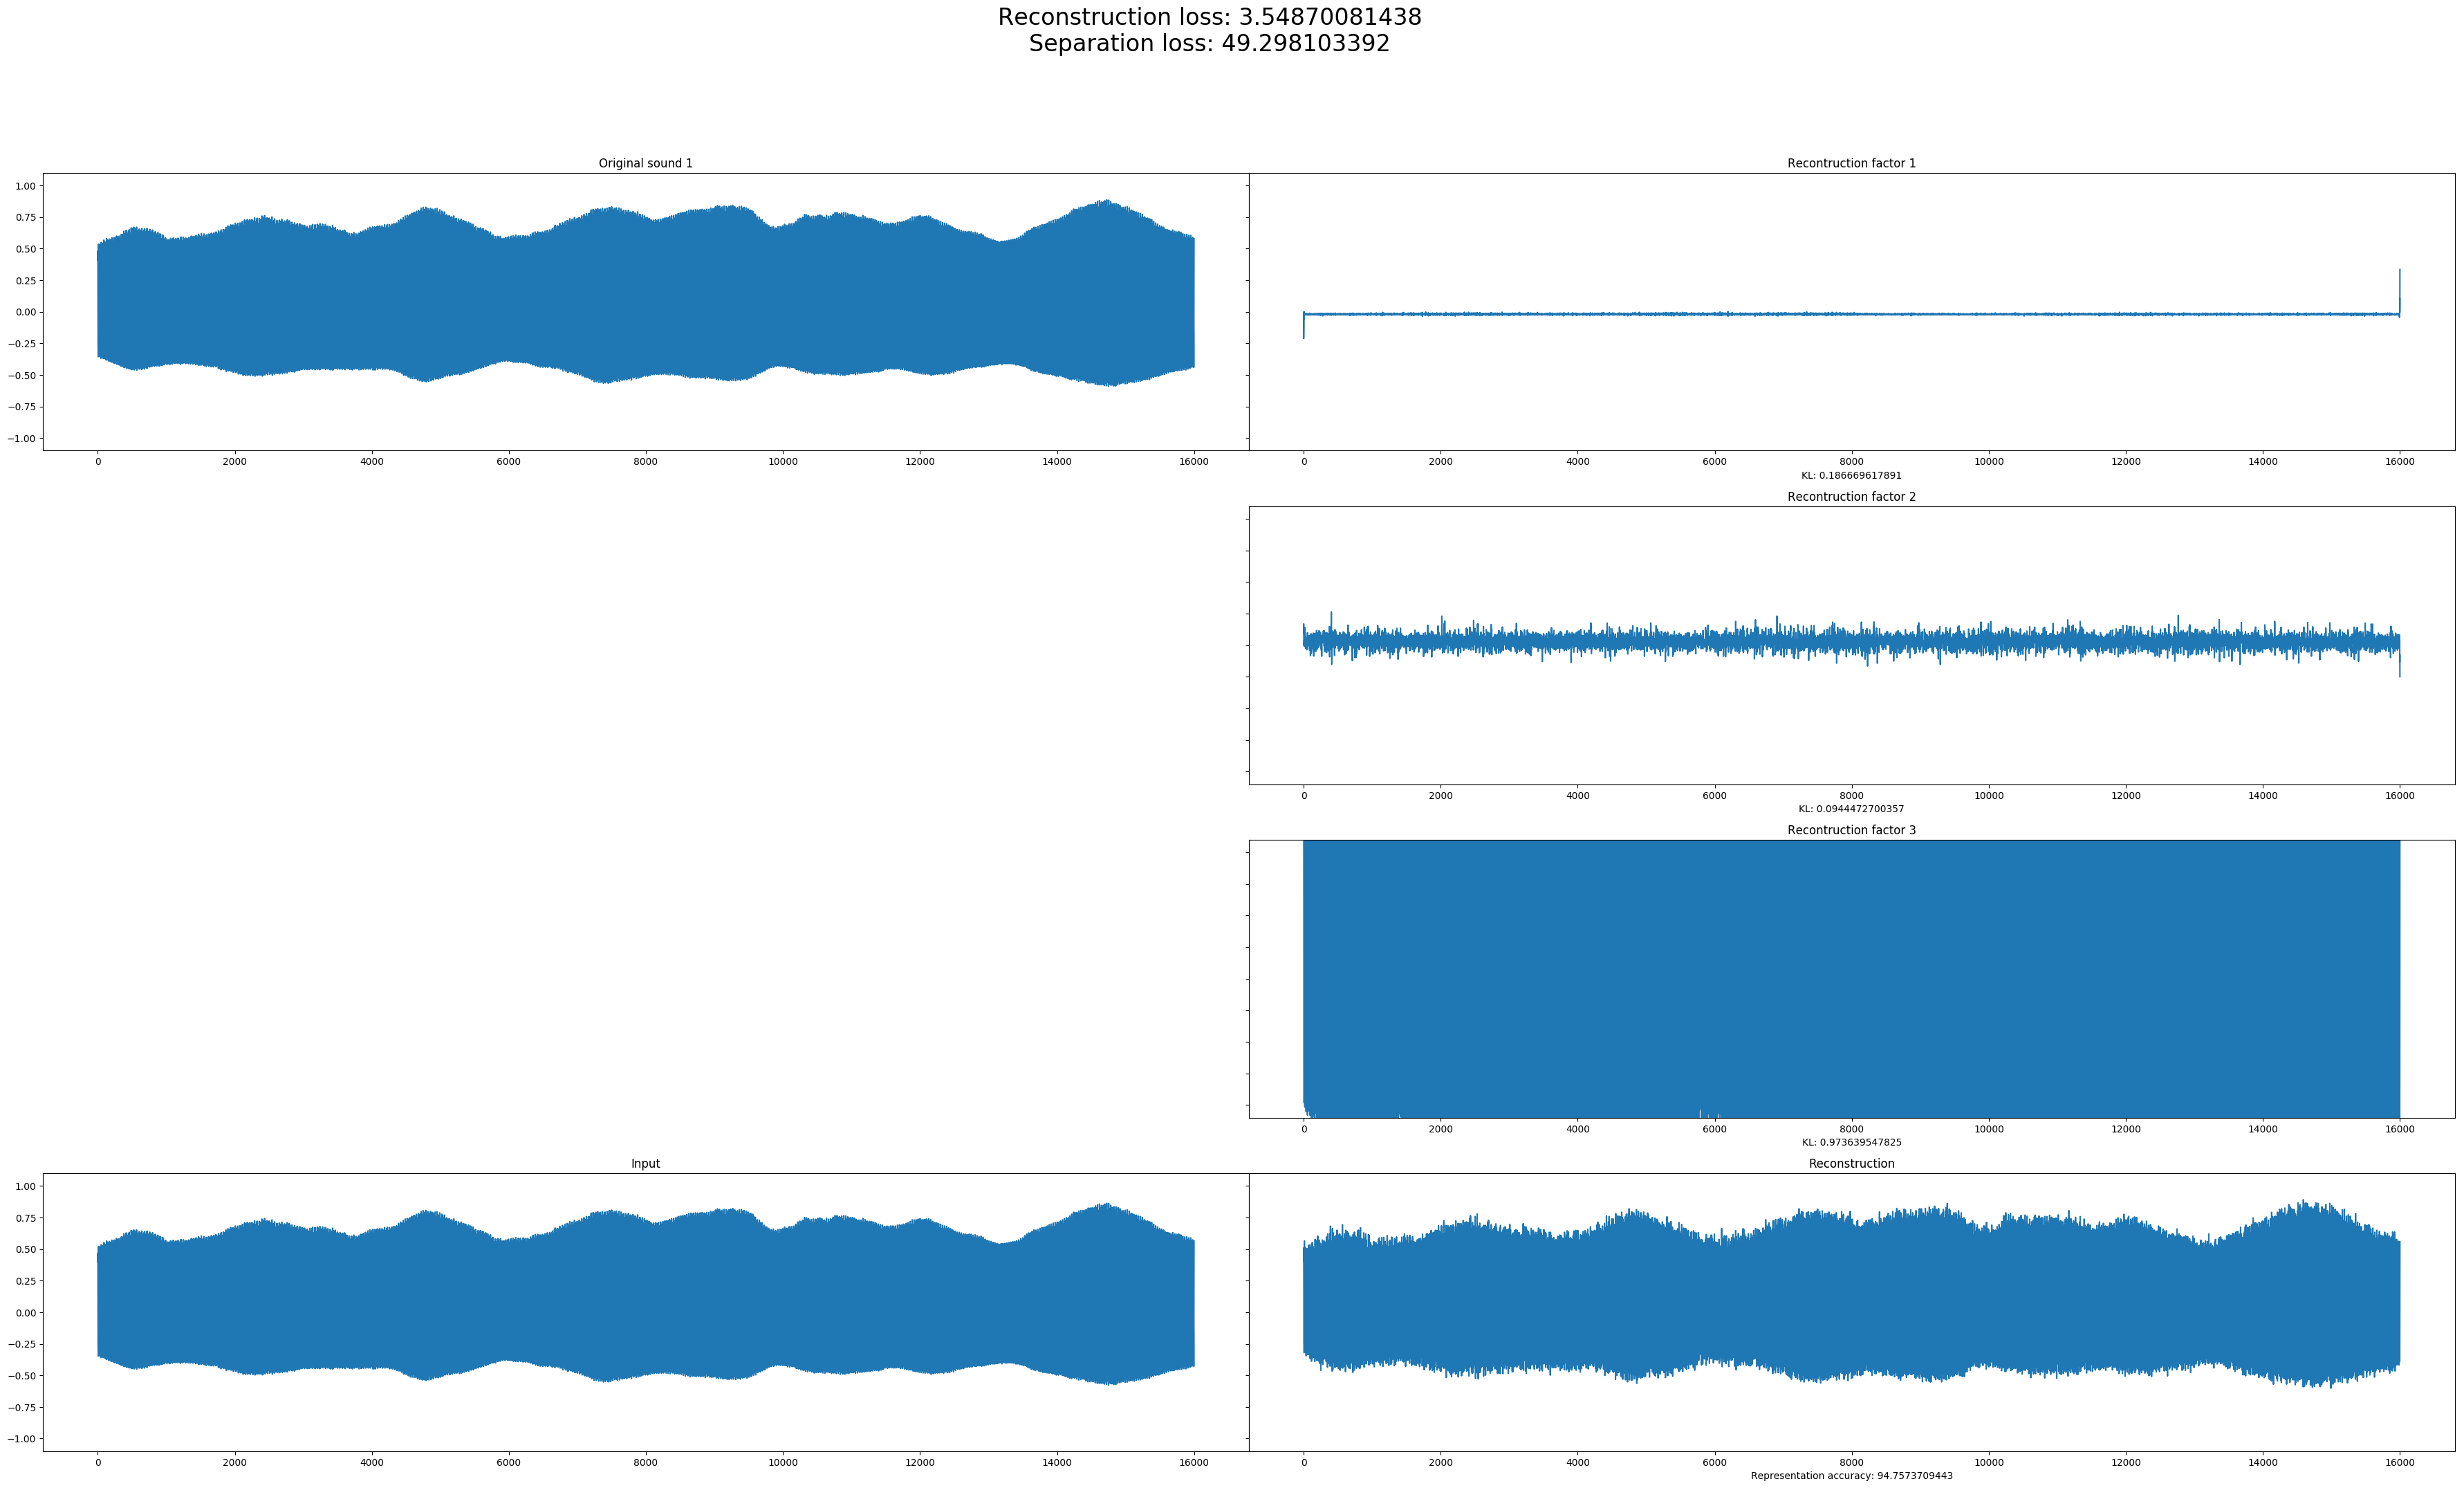 Reconstruction loss: 3.54870081438
Separation loss: 49.298103392
Original sound 1
Recontruction factor 1
1.00
0.75
0.50
0.25
0.00
−0.25
−0.50
−0.75
−1.00
0 2000 4000 6000 8000 10000 12000 14000 16000
0 2000 4000 6000 8000 10000 12000 14000 16000
KL: 0.186669617891
Recontruction factor 2
0 2000 4000 6000 8000 10000 12000 14000 16000
KL: 0.0944472700357
Recontruction factor 3
0 2000 4000 6000 8000 10000 12000 14000 16000
KL: 0.973639547825
Input
Reconstruction
1.00
0.75
0.50
0.25
0.00
−0.25
−0.50
−0.75
−1.00
0 2000 4000 6000 8000 10000 12000 14000 16000
0 2000 4000 6000 8000 10000 12000 14000 16000
Representation accuracy: 94.7573709443